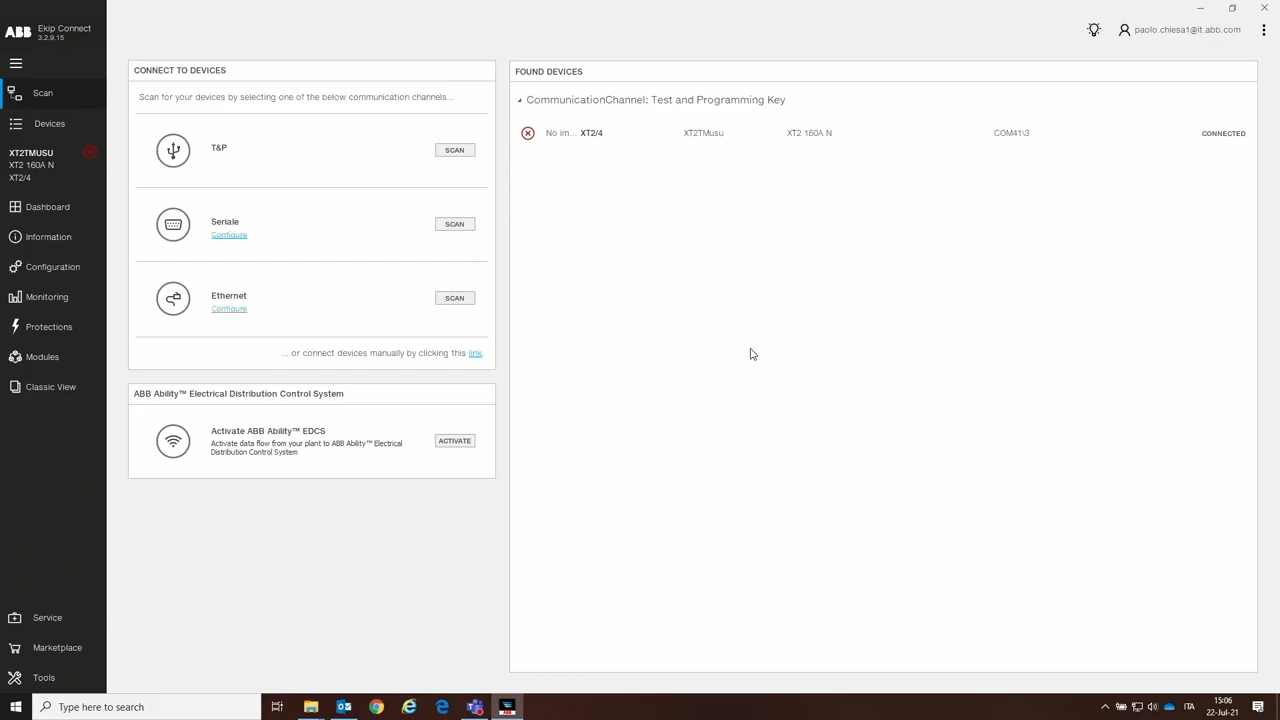 ABB Ekip Connect
3.2.9.15
paolo.chiesa1@it.abb.com
Scan
Devices
XT2TMUSU
XT2 160A N
XT2/4
Dashboard
Information
Configuration
Monitoring
Protections
Modules
Classic View
Service
Marketplace
Tools
CONNECT TO DEVICES
Scan for your devices by selecting one of the below communication channels...
T&P
SCAN
Seriale
Configure
SCAN
Ethernet
Configure
SCAN
... or connect devices manually by clicking this link.
ABB Ability™ Electrical Distribution Control System
Activate ABB Ability™ EDCS
Activate data flow from your plant to ABB Ability™ Electrical
Distribution Control System
ACTIVATE
FOUND DEVICES
CommunicationChannel: Test and Programming Key
No im... XT2/4 XT2TMusu XT2 160A N COM41\3 CONNECTED
Type here to search
ABB
ITA
15:06
22-Jul-21